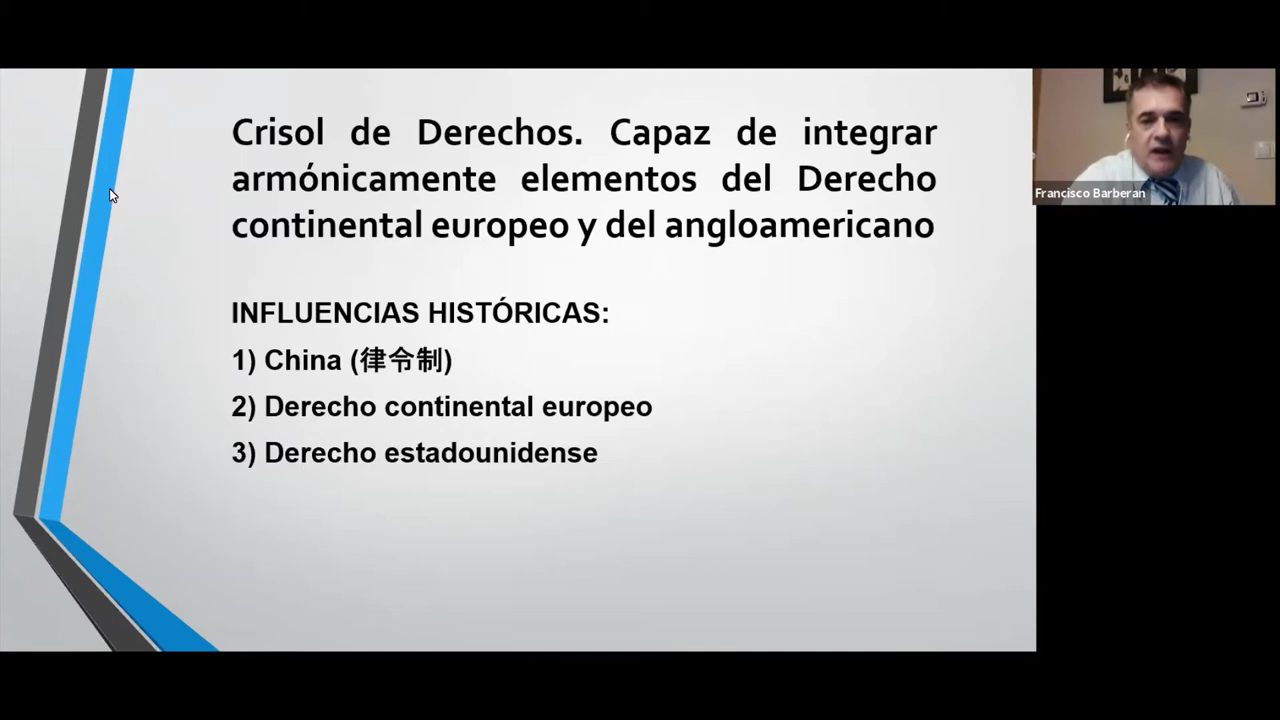 Crisol de Derechos. Capaz de integrar
armónicamente elementos del Derecho
continental europeo y del angloamericano
INFLUENCIAS HISTÓRICAS:
1) China (律令制)
2) Derecho continental europeo
3) Derecho estadounidense
Francisco Barberan